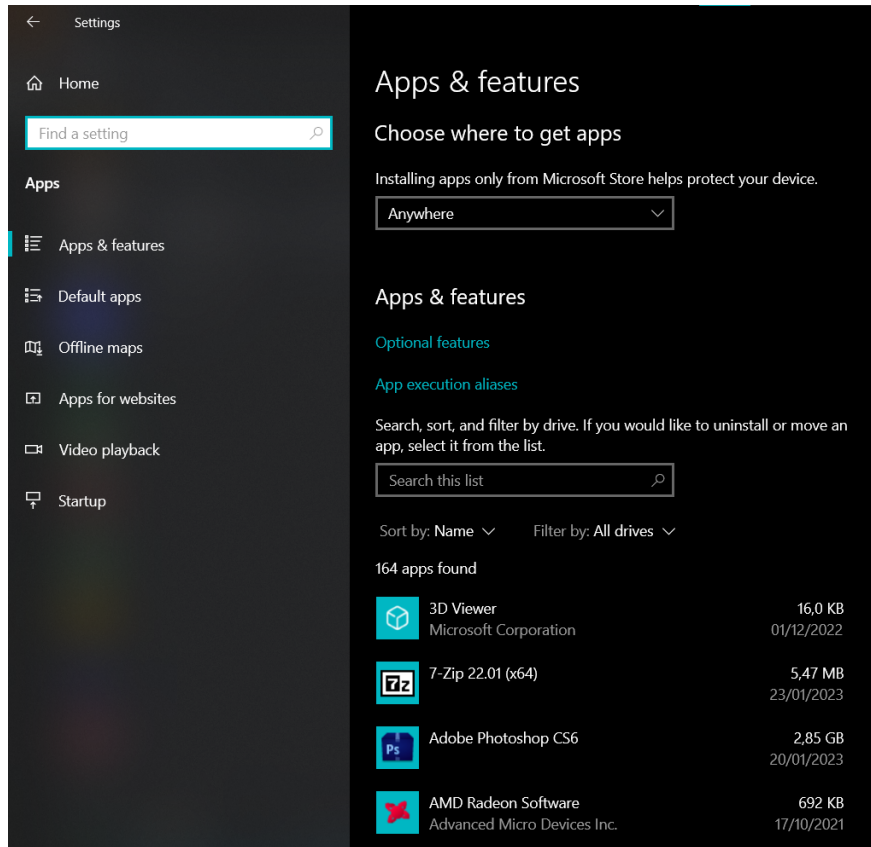 Settings
Home
Find a setting
Apps
Apps & features
Default apps
Offline maps
Apps for websites
Video playback
Startup
Apps & features
Choose where to get apps
Installing apps only from Microsoft Store helps protect your device.
Anywhere
Apps & features
Optional features
App execution aliases
Search, sort, and filter by drive. If you would like to uninstall or move an
app, select it from the list.
Search this list
Sort by: Name Filter by: All drives
164 apps found
3D Viewer 16,0 KB
Microsoft Corporation 01/12/2022
7z
7-Zip 22.01 (x64) 5,47 MB
23/01/2023
Ps
Adobe Photoshop CS6 2,85 GB
20/01/2023
AMD Radeon Software 692 KB
Advanced Micro Devices Inc. 17/10/2021